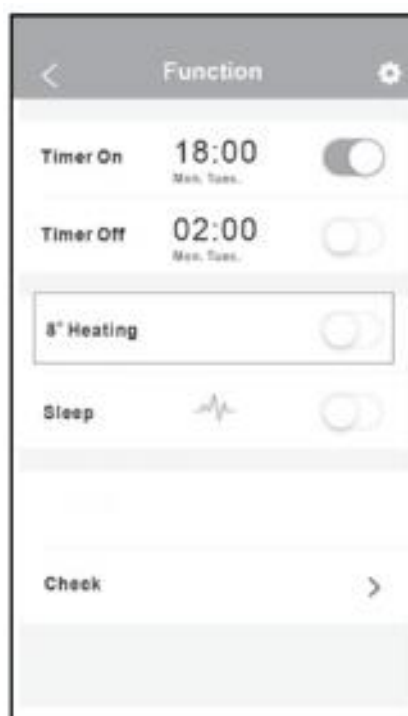 Function
Timer On 18:00
Mon. Tues.
Timer Off 02:00
Mon. Tues.
8° Heating
Sleep
Check